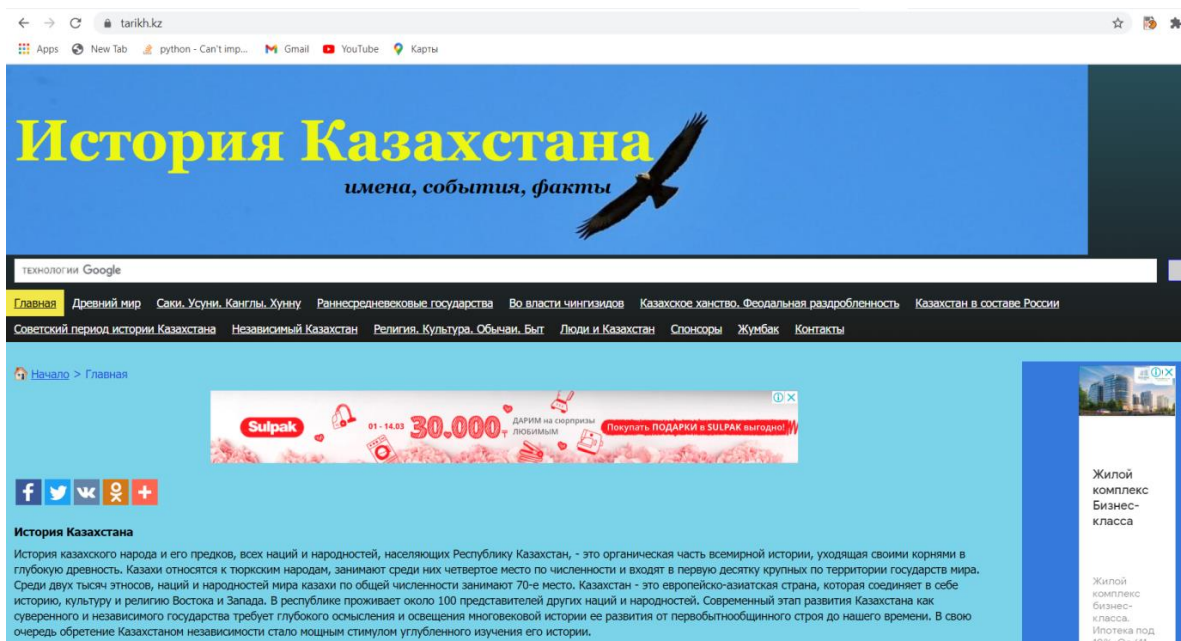 tarikh.kz
Apps New Tab python - Can't imp... Gmail YouTube Карты
История Казахстана
имена, события, факты
технологии Google
Главная Древний мир Саки. Усуни. Канглы. Хунну Раннесредневековые государства Во власти чингизидов Казахское ханство. Феодальная раздробленность Казахстан в составе России
Советский период истории Казахстана Независимый Казахстан Религия. Культура. Обычаи. Быт Люди и Казахстан Спонсоры Жумбак Контакты
Начало > Главная
Sulpak 01 - 14.03 30.000₸ ДАРИМ на сюрпризы ЛЮБИМЫМ Покупать ПОДАРКИ в SULPAK выгодно!
История Казахстана
История казахского народа и его предков, всех наций и народностей, населяющих Республику Казахстан, - это органическая часть всемирной истории, уходящая своими корнями в
глубокую древность. Казахи относятся к тюркским народам, занимают среди них четвертое место по численности и входят в первую десятку крупных по территории государств мира.
Среди двух тысяч этносов, наций и народностей мира казахи по общей численности занимают 70-е место. Казахстан - это европейско-азиатская страна, которая соединяет в себе
историю, культуру и религию Востока и Запада. В республике проживает около 100 представителей других наций и народностей. Современный этап развития Казахстана как
суверенного и независимого государства требует глубокого осмысления и освещения многовековой истории ее развития от первобытнообщинного строя до нашего времени. В свою
очередь обретение Казахстаном независимости стало мощным стимулом углубленного изучения его истории.
Жилой
комплекс
Бизнес-
класса
Жилой
комплекс
бизнес-
класса.
Ипотека под